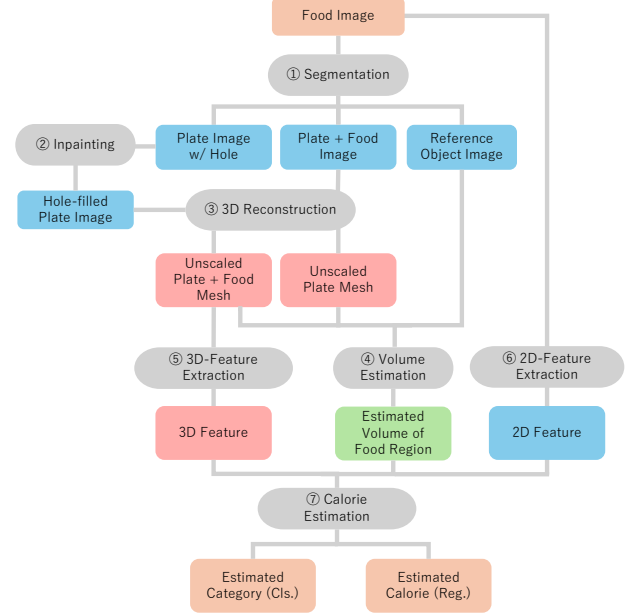 Food Image
① Segmentation
② Inpainting
Plate Image
w/ Hole
Plate + Food
Image
Reference
Object Image
Hole-filled
Plate Image
③ 3D Reconstruction
Unscaled
Plate + Food
Mesh
Unscaled
Plate Mesh
⑤ 3D-Feature
Extraction
④ Volume
Estimation
⑥ 2D-Feature
Extraction
3D Feature
Estimated
Volume of
Food Region
2D Feature
⑦ Calorie
Estimation
Estimated
Category (Cls.)
Estimated
Calorie (Reg.)